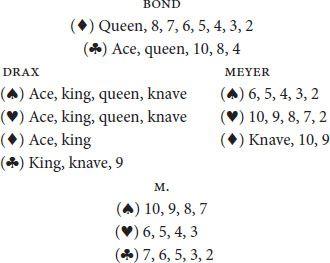 BOND
(♦) Queen, 8, 7, 6, 5, 4, 3, 2
(♣) Ace, queen, 10, 8, 4
DRAX MEYER
(♠) Ace, king, queen, knave (♠) 6, 5, 4, 3, 2
(♥) Ace, king, queen, knave (♥) 10, 9, 8, 7, 2
(♦) Ace, king (♦) Knave, 10, 9
(♣) King, knave, 9
M.
(♠) 10, 9, 8, 7
(♥) 6, 5, 4, 3
(♣) 7, 6, 5, 3, 2